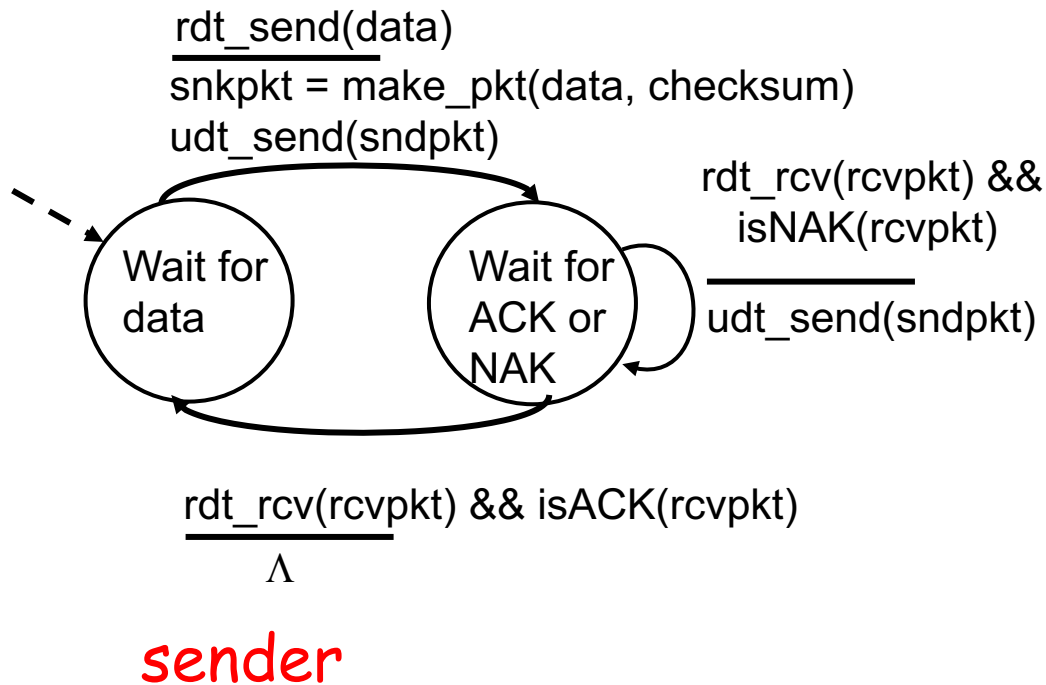 rdt_send(data)
snkpkt = make_pkt(data, checksum)
udt_send(sndpkt)
rdt_rcv(rcvpkt) &&
isNAK(rcvpkt)
udt_send(sndpkt)
Wait for
data
Wait for
ACK or
NAK
rdt_rcv(rcvpkt) && isACK(rcvpkt)
Λ
sender